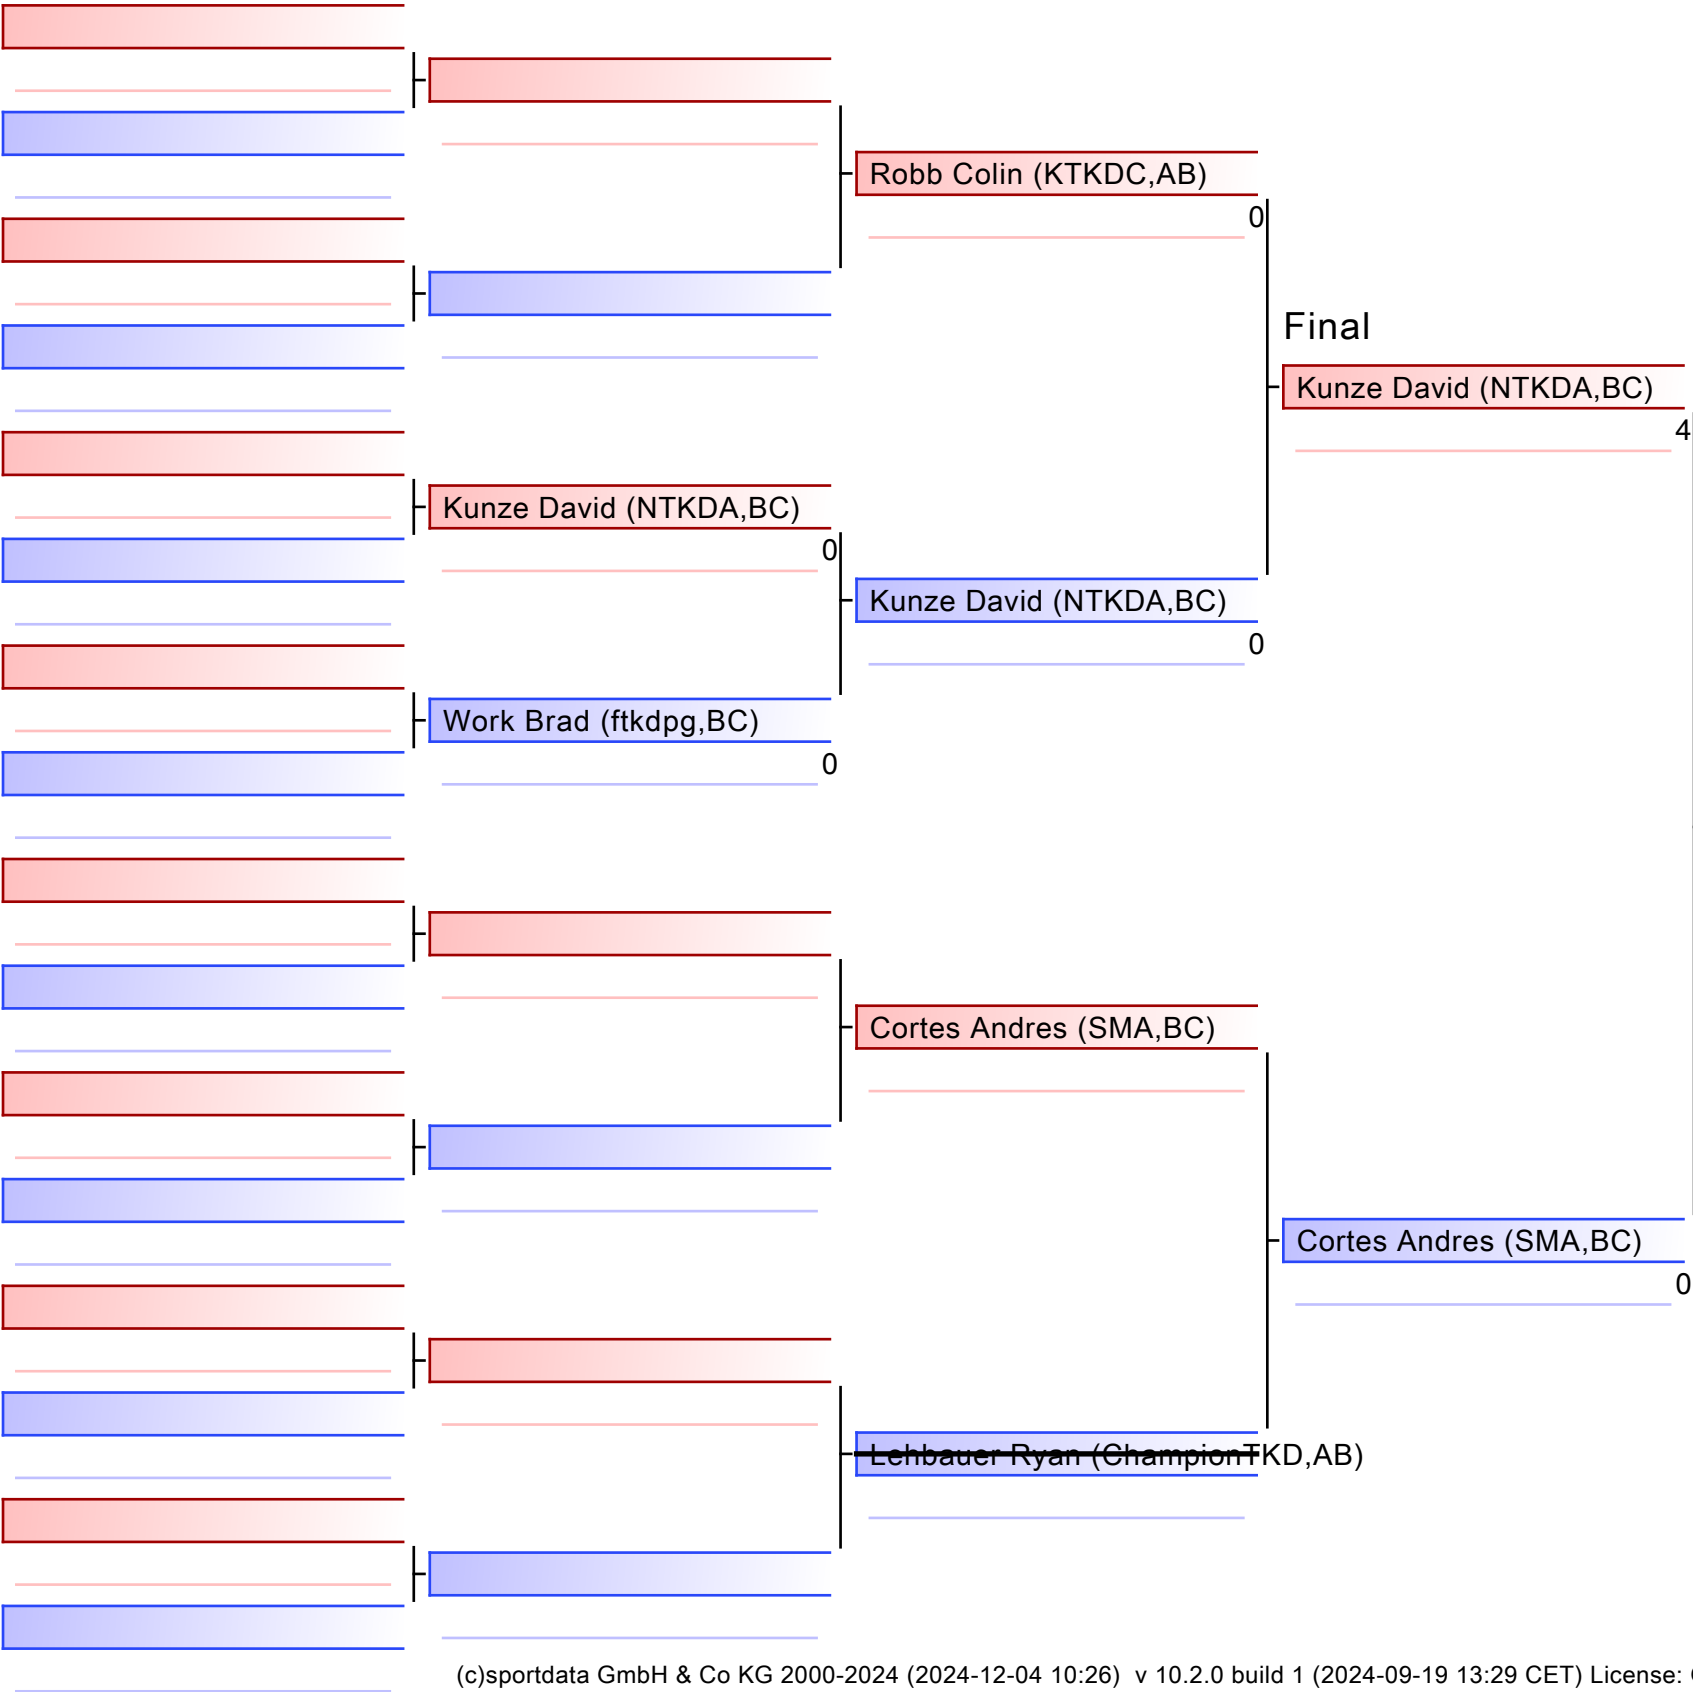 Robb Colin (KTKDC,AB)
0
Final
Kunze David (NTKDA,BC)
4
Kunze David (NTKDA,BC)
0
Kunze David (NTKDA,BC)
0
Work Brad (ftkdpg,BC)
0
Cortes Andres (SMA,BC)
Cortes Andres (SMA,BC)
0
Lehbauer Ryan (ChampionTKD,AB)
(c)sportdata GmbH & Co KG 2000-2024 (2024-12-04 10:26) v 10.2.0 build 1 (2024-09-19 13:29 CET) License: